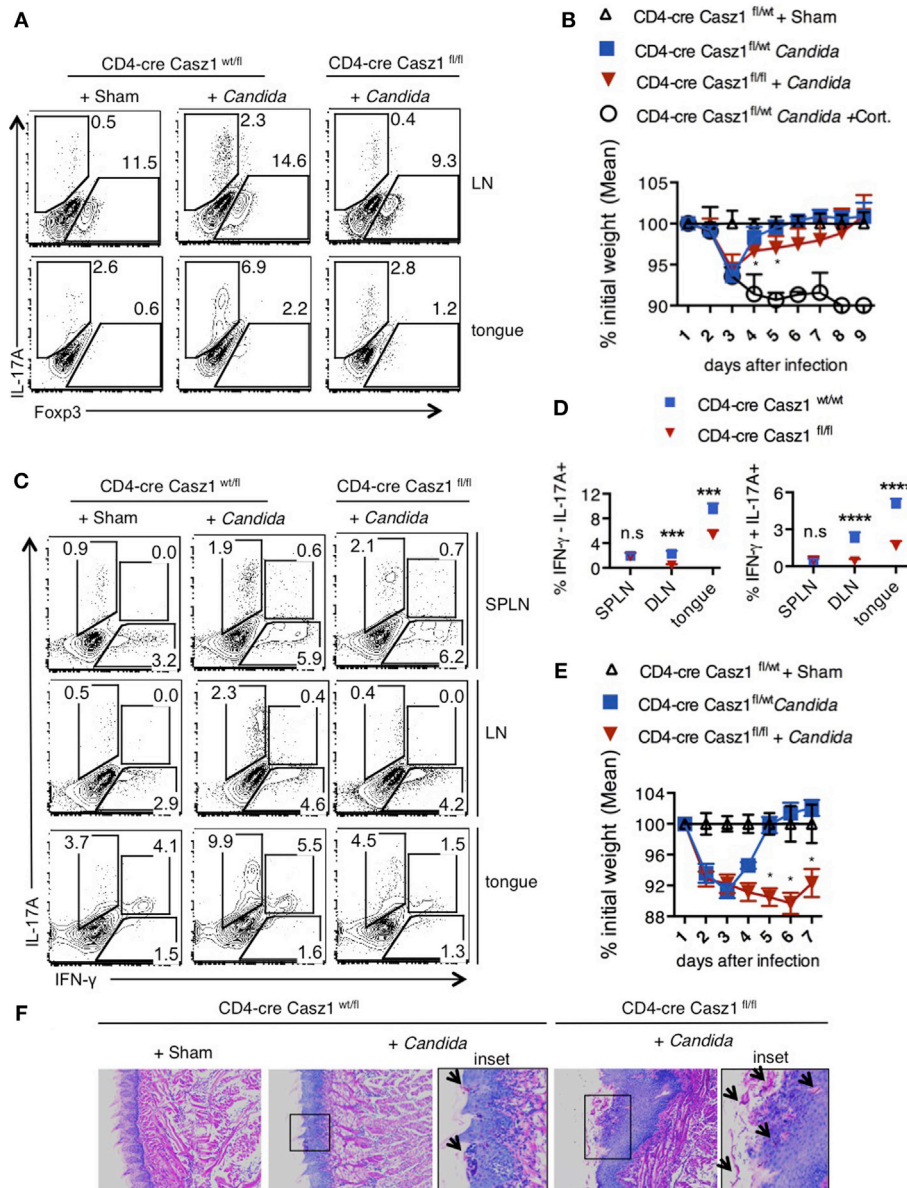 A
CD4-cre Casz1 wt/fl
CD4-cre Casz1 fl/fl
+ Sham
+ Candida
+ Candida
0.5
11.5
2.3
14.6
0.4
9.3
LN
2.6
0.6
6.9
2.2
2.8
1.2
tongue
IL-17A
Foxp3
B
CD4-cre Casz1 fl/wt + Sham
CD4-cre Casz1 fl/wt Candida
CD4-cre Casz1 fl/fl + Candida
CD4-cre Casz1 fl/wt Candida +Cort.
% initial weight (Mean)
105
100
95
90
* *
1 2 3 4 5 6 7 8 9
days after infection
C
CD4-cre Casz1 wt/fl
CD4-cre Casz1 fl/fl
+ Sham
+ Candida
+ Candida
0.9
0.0
3.2
1.9
0.6
5.9
2.1
0.7
6.2
SPLN
0.5
0.0
2.9
2.3
0.4
4.6
0.4
0.0
4.2
LN
3.7
4.1
1.5
9.9
5.5
1.6
4.5
1.5
1.3
tongue
IL-17A
IFN-γ
D
CD4-cre Casz1 wt/wt
CD4-cre Casz1 fl/fl
% IFN-γ - IL-17A+
12
8
4
0
n.s
***
***
SPLN
DLN
tongue
% IFN-γ + IL-17A+
6
3
0
n.s
****
****
SPLN
DLN
tongue
E
CD4-cre Casz1 fl/wt + Sham
CD4-cre Casz1 fl/wt Candida
CD4-cre Casz1 fl/fl + Candida
% initial weight (Mean)
104
100
96
92
88
* * *
1 2 3 4 5 6 7
days after infection
F
CD4-cre Casz1 wt/fl
CD4-cre Casz1 fl/fl
+ Sham
+ Candida
inset
+ Candida
inset